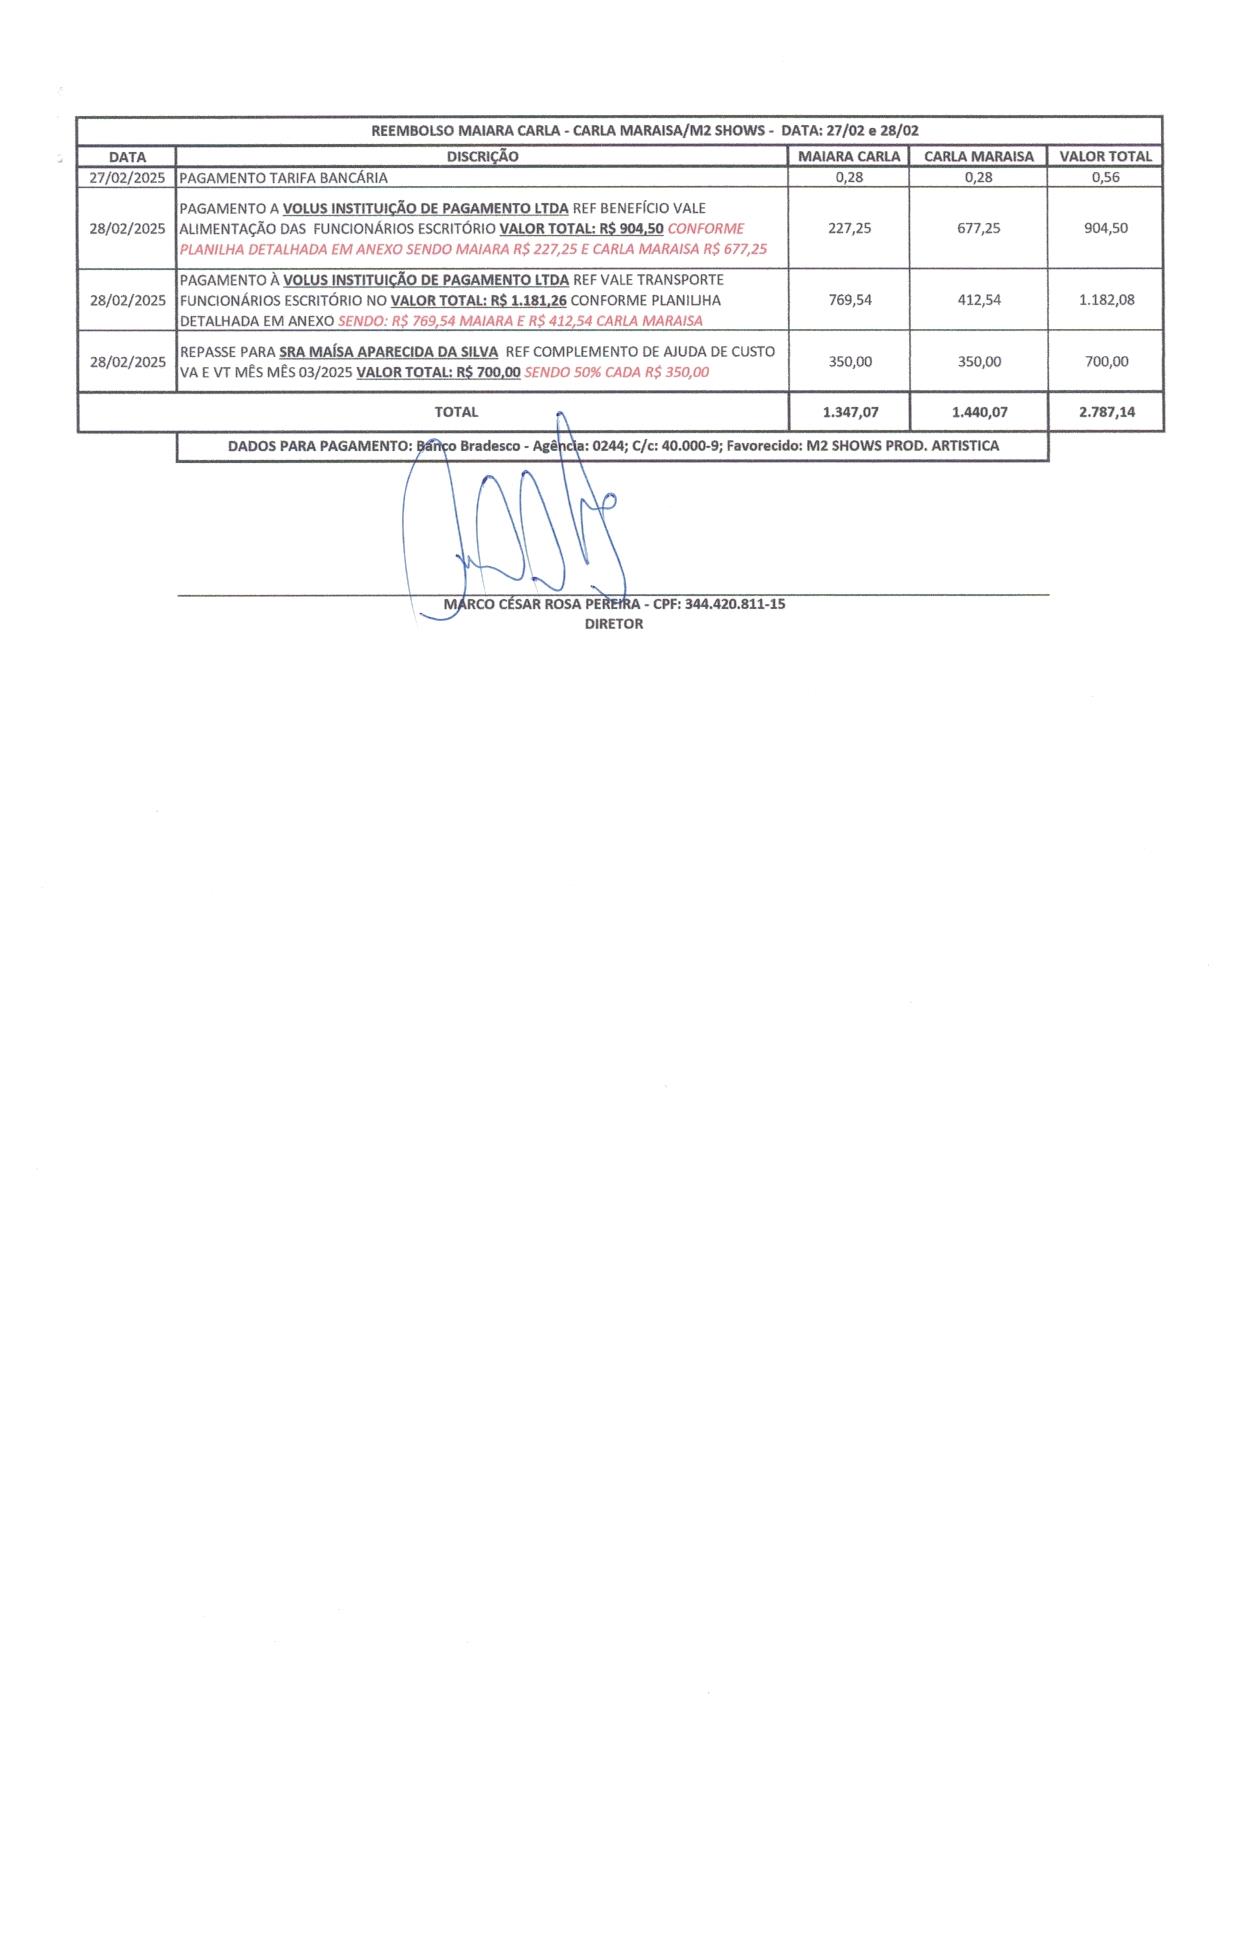 REEMBOLSO MAIARA CARLA - CARLA MARAISA/M2 SHOWS - DATA: 27/02 e 28/02
DATA DISCRIÇÃO MAIARA CARLA CARLA MARAISA VALOR TOTAL
27/02/2025 PAGAMENTO TARIFA BANCÁRIA 0,28 0,28 0,56
PAGAMENTO A VOLUS INSTITUIÇÃO DE PAGAMENTO LTDA REF BENEFÍCIO VALE
28/02/2025 ALIMENTAÇÃO DAS FUNCIONÁRIOS ESCRITÓRIO VALOR TOTAL: R$ 904,50 CONFORME 227,25 677,25 904,50
PLANILHA DETALHADA EM ANEXO SENDO MAIARA R$ 227,25 E CARLA MARAISA R$ 677,25
PAGAMENTO À VOLUS INSTITUIÇÃO DE PAGAMENTO LTDA REF VALE TRANSPORTE
28/02/2025 FUNCIONÁRIOS ESCRITÓRIO NO VALOR TOTAL: R$ 1.181,26 CONFORME PLANILHA 769,54 412,54 1.182,08
DETALHADA EM ANEXO SENDO: R$ 769,54 MAIARA E R$ 412,54 CARLA MARAISA
REPASSE PARA SRA MAÍSA APARECIDA DA SILVA REF COMPLEMENTO DE AJUDA DE CUSTO
28/02/2025 VA E VT MÊS MÊS 03/2025 VALOR TOTAL: R$ 700,00 SENDO 50% CADA R$ 350,00 350,00 350,00 700,00
TOTAL 1.347,07 1.440,07 2.787,14
DADOS PARA PAGAMENTO: Banco Bradesco - Agência: 0244; C/c: 40.000-9; Favorecido: M2 SHOWS PROD. ARTISTICA
MARCO CÉSAR ROSA PEREIRA - CPF: 344.420.811-15
DIRETOR